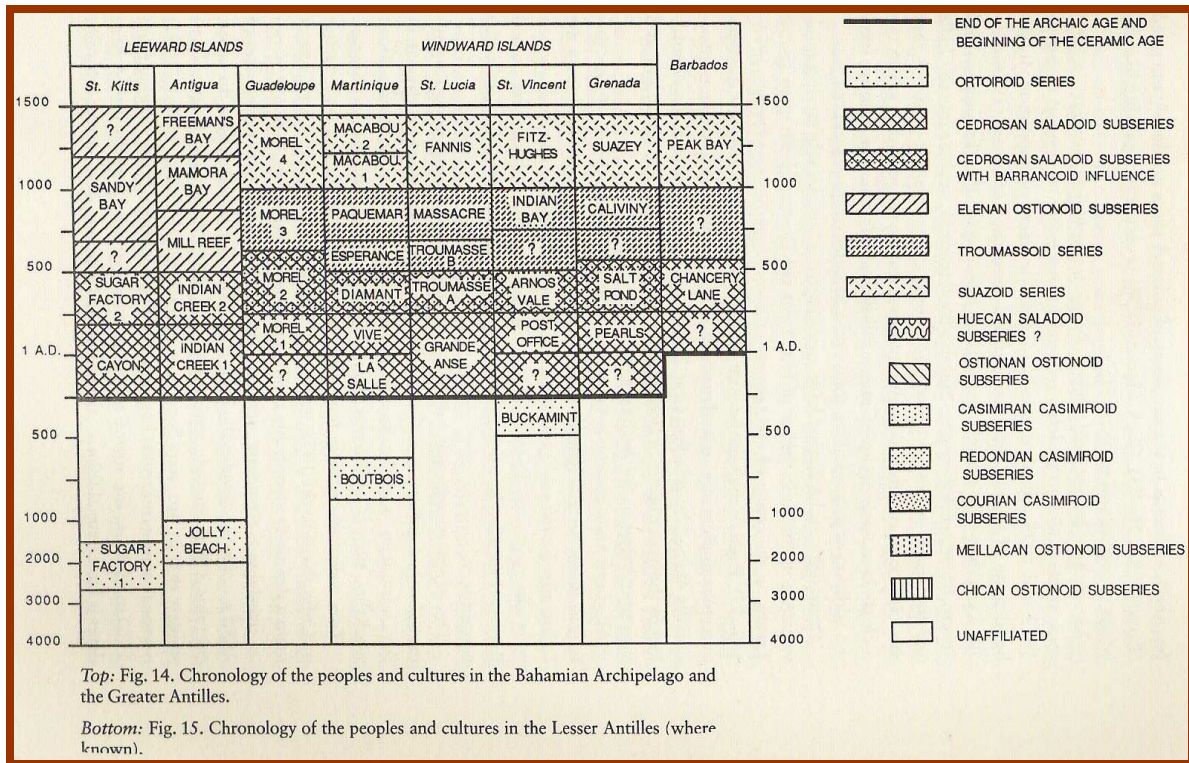 LEEWARD ISLANDS
WINDWARD ISLANDS
Barbados
St. Kitts
Antigua
Guadeloupe
Martinique
St. Lucia
St. Vincent
Grenada
1500
1500
?
FREEMAN'S
BAY
MOREL
4
MACABOU
2
MACABOU
1
FANNIS
FITZ-
HUGHES
SUAZEY
PEAK BAY
1000
1000
SANDY
BAY
MAMORA
BAY
MOREL
3
PAQUEMAR
MASSACRE
INDIAN
BAY
CALIVINY
?
?
MILL REEF
ESPERANCE
TROUMASSE
B
?
?
500
500
SUGAR
FACTORY
2
INDIAN
CREEK 2
MOREL
2
DIAMANT
TROUMASSE
A
ARNOS
VALE
SALT
POND
CHANCERY
LANE
CAYON
INDIAN
CREEK 1
MOREL
1
VIVE
GRANDE
ANSE
POST
OFFICE
PEARLS
?
1 A.D.
1 A.D.
?
LA
SALLE
?
?
BUCKAMINT
500
500
BOUTBOIS
1000
1000
JOLLY
BEACH
SUGAR
FACTORY
1
2000
2000
3000
3000
4000
4000
END OF THE ARCHAIC AGE AND
BEGINNING OF THE CERAMIC AGE
ORTOIROID SERIES
CEDROSAN SALADOID SUBSERIES
CEDROSAN SALADOID SUBSERIES
WITH BARRANCOID INFLUENCE
ELENAN OSTIONOID SUBSERIES
TROUMASSOID SERIES
SUAZOID SERIES
HUECAN SALADOID
SUBSERIES ?
OSTIONAN OSTIONOID
SUBSERIES
CASIMIRAN CASIMIROID
SUBSERIES
REDONDAN CASIMIROID
SUBSERIES
COURIAN CASIMIROID
SUBSERIES
MEILLACAN OSTIONOID SUBSERIES
CHICAN OSTIONOID SUBSERIES
UNAFFILIATED
Top: Fig. 14. Chronology of the peoples and cultures in the Bahamian Archipelago and
the Greater Antilles.
Bottom: Fig. 15. Chronology of the peoples and cultures in the Lesser Antilles (where
known).